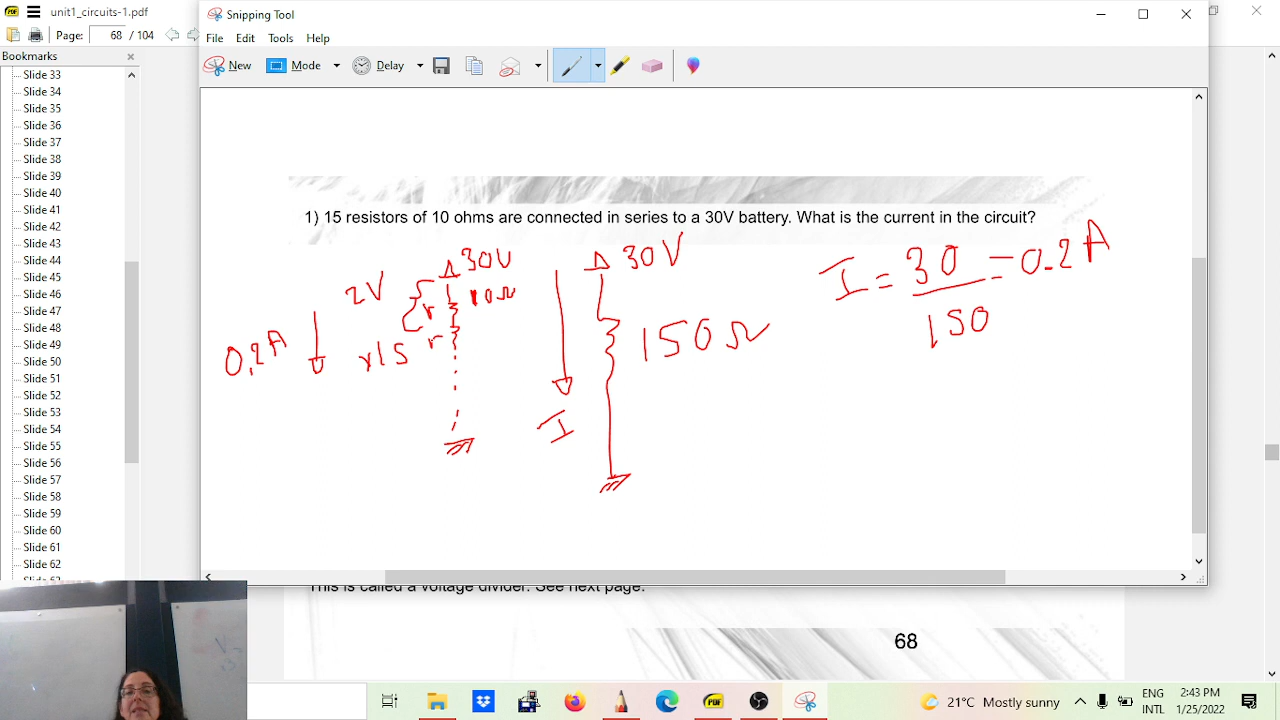 unit1_circuits-1.pdf
Page: 68 / 104
Bookmarks
Slide 33
Slide 34
Slide 35
Slide 36
Slide 37
Slide 38
Slide 39
Slide 40
Slide 41
Slide 42
Slide 43
Slide 44
Slide 45
Slide 46
Slide 47
Slide 48
Slide 49
Slide 50
Slide 51
Slide 52
Slide 53
Slide 54
Slide 55
Slide 56
Slide 57
Slide 58
Slide 59
Slide 60
Slide 61
Slide 62
Snipping Tool
File Edit Tools Help
New Mode Delay
1) 15 resistors of 10 ohms are connected in series to a 30V battery. What is the current in the circuit?
30V
2V
10Ω
r
r
x15
0.2A
30V
150Ω
I
I = 30/150 = 0.2A
This is called a voltage divider. See next page.
68
21°C Mostly sunny
ENG
INTL
2:43 PM
1/25/2022